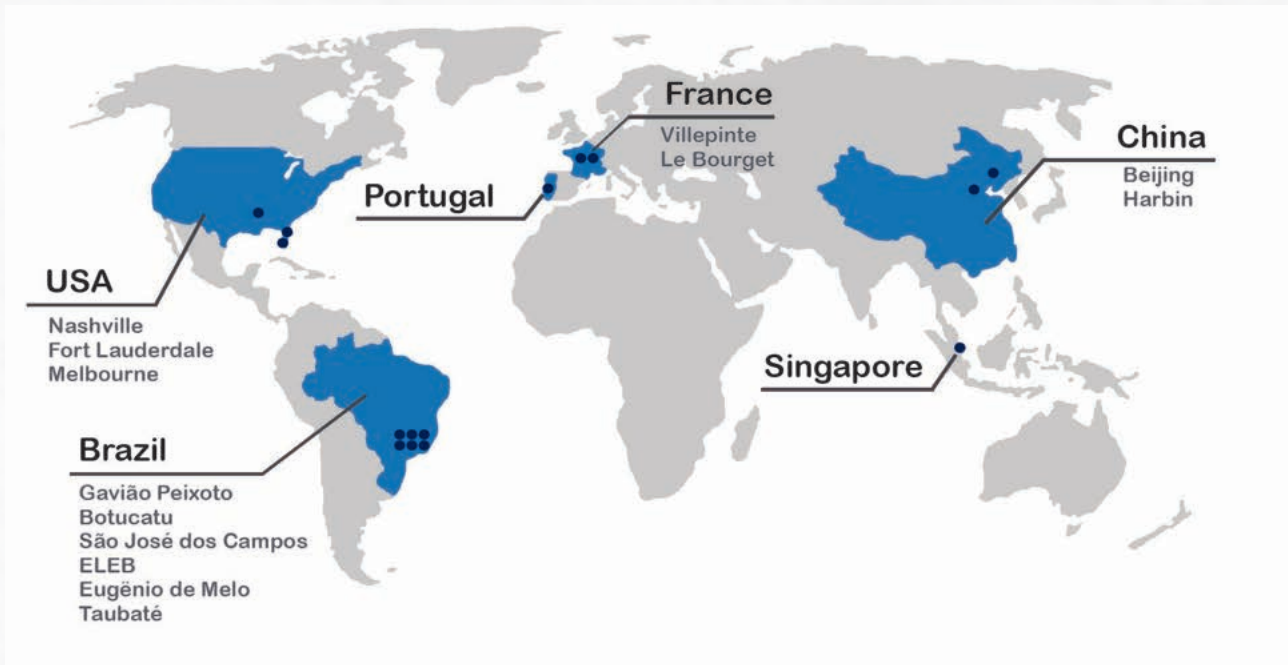 France
Villepinte
Le Bourget
China
Beijing
Harbin
Portugal
USA
Nashville
Fort Lauderdale
Melbourne
Singapore
Brazil
Gavião Peixoto
Botucatu
São José dos Campos
ELEB
Eugënio de Melo
Taubaté